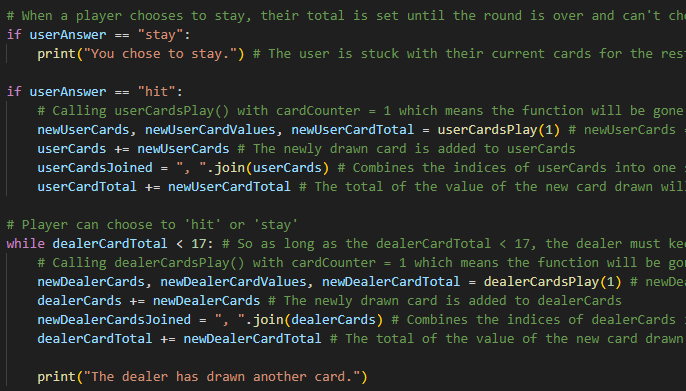 # When a player chooses to stay, their total is set until the round is over and can't
if userAnswer == "stay":
    print("You chose to stay.") # The user is stuck with their current cards for the
if userAnswer == "hit":
    # Calling userCardsPlay() with cardCounter = 1 which means the function will be gone
    newUserCards, newUserCardValues, newUserCardTotal = userCardsPlay(1) # newUserCards =
    userCards += newUserCards # The newly drawn card is added to userCards
    userCardsJoined = ", ".join(userCards) # Combines the indices of userCards into one
    userCardTotal += newUserCardTotal # The total of the value of the new card drawn
# Player can choose to 'hit' or 'stay'
while dealerCardTotal < 17: # So as long as the dealerCardTotal < 17, the dealer must
    # Calling dealerCardsPlay() with cardCounter = 1 which means the function will be
    newDealerCards, newDealerCardValues, newDealerCardTotal = dealerCardsPlay(1) #
    dealerCards += newDealerCards # The newly drawn card is added to dealerCards
    newDealerCardsJoined = ", ".join(dealerCards) # Combines the indices of dealerCards
    dealerCardTotal += newDealerCardTotal # The total of the value of the new card drawn
    print("The dealer has drawn another card.")